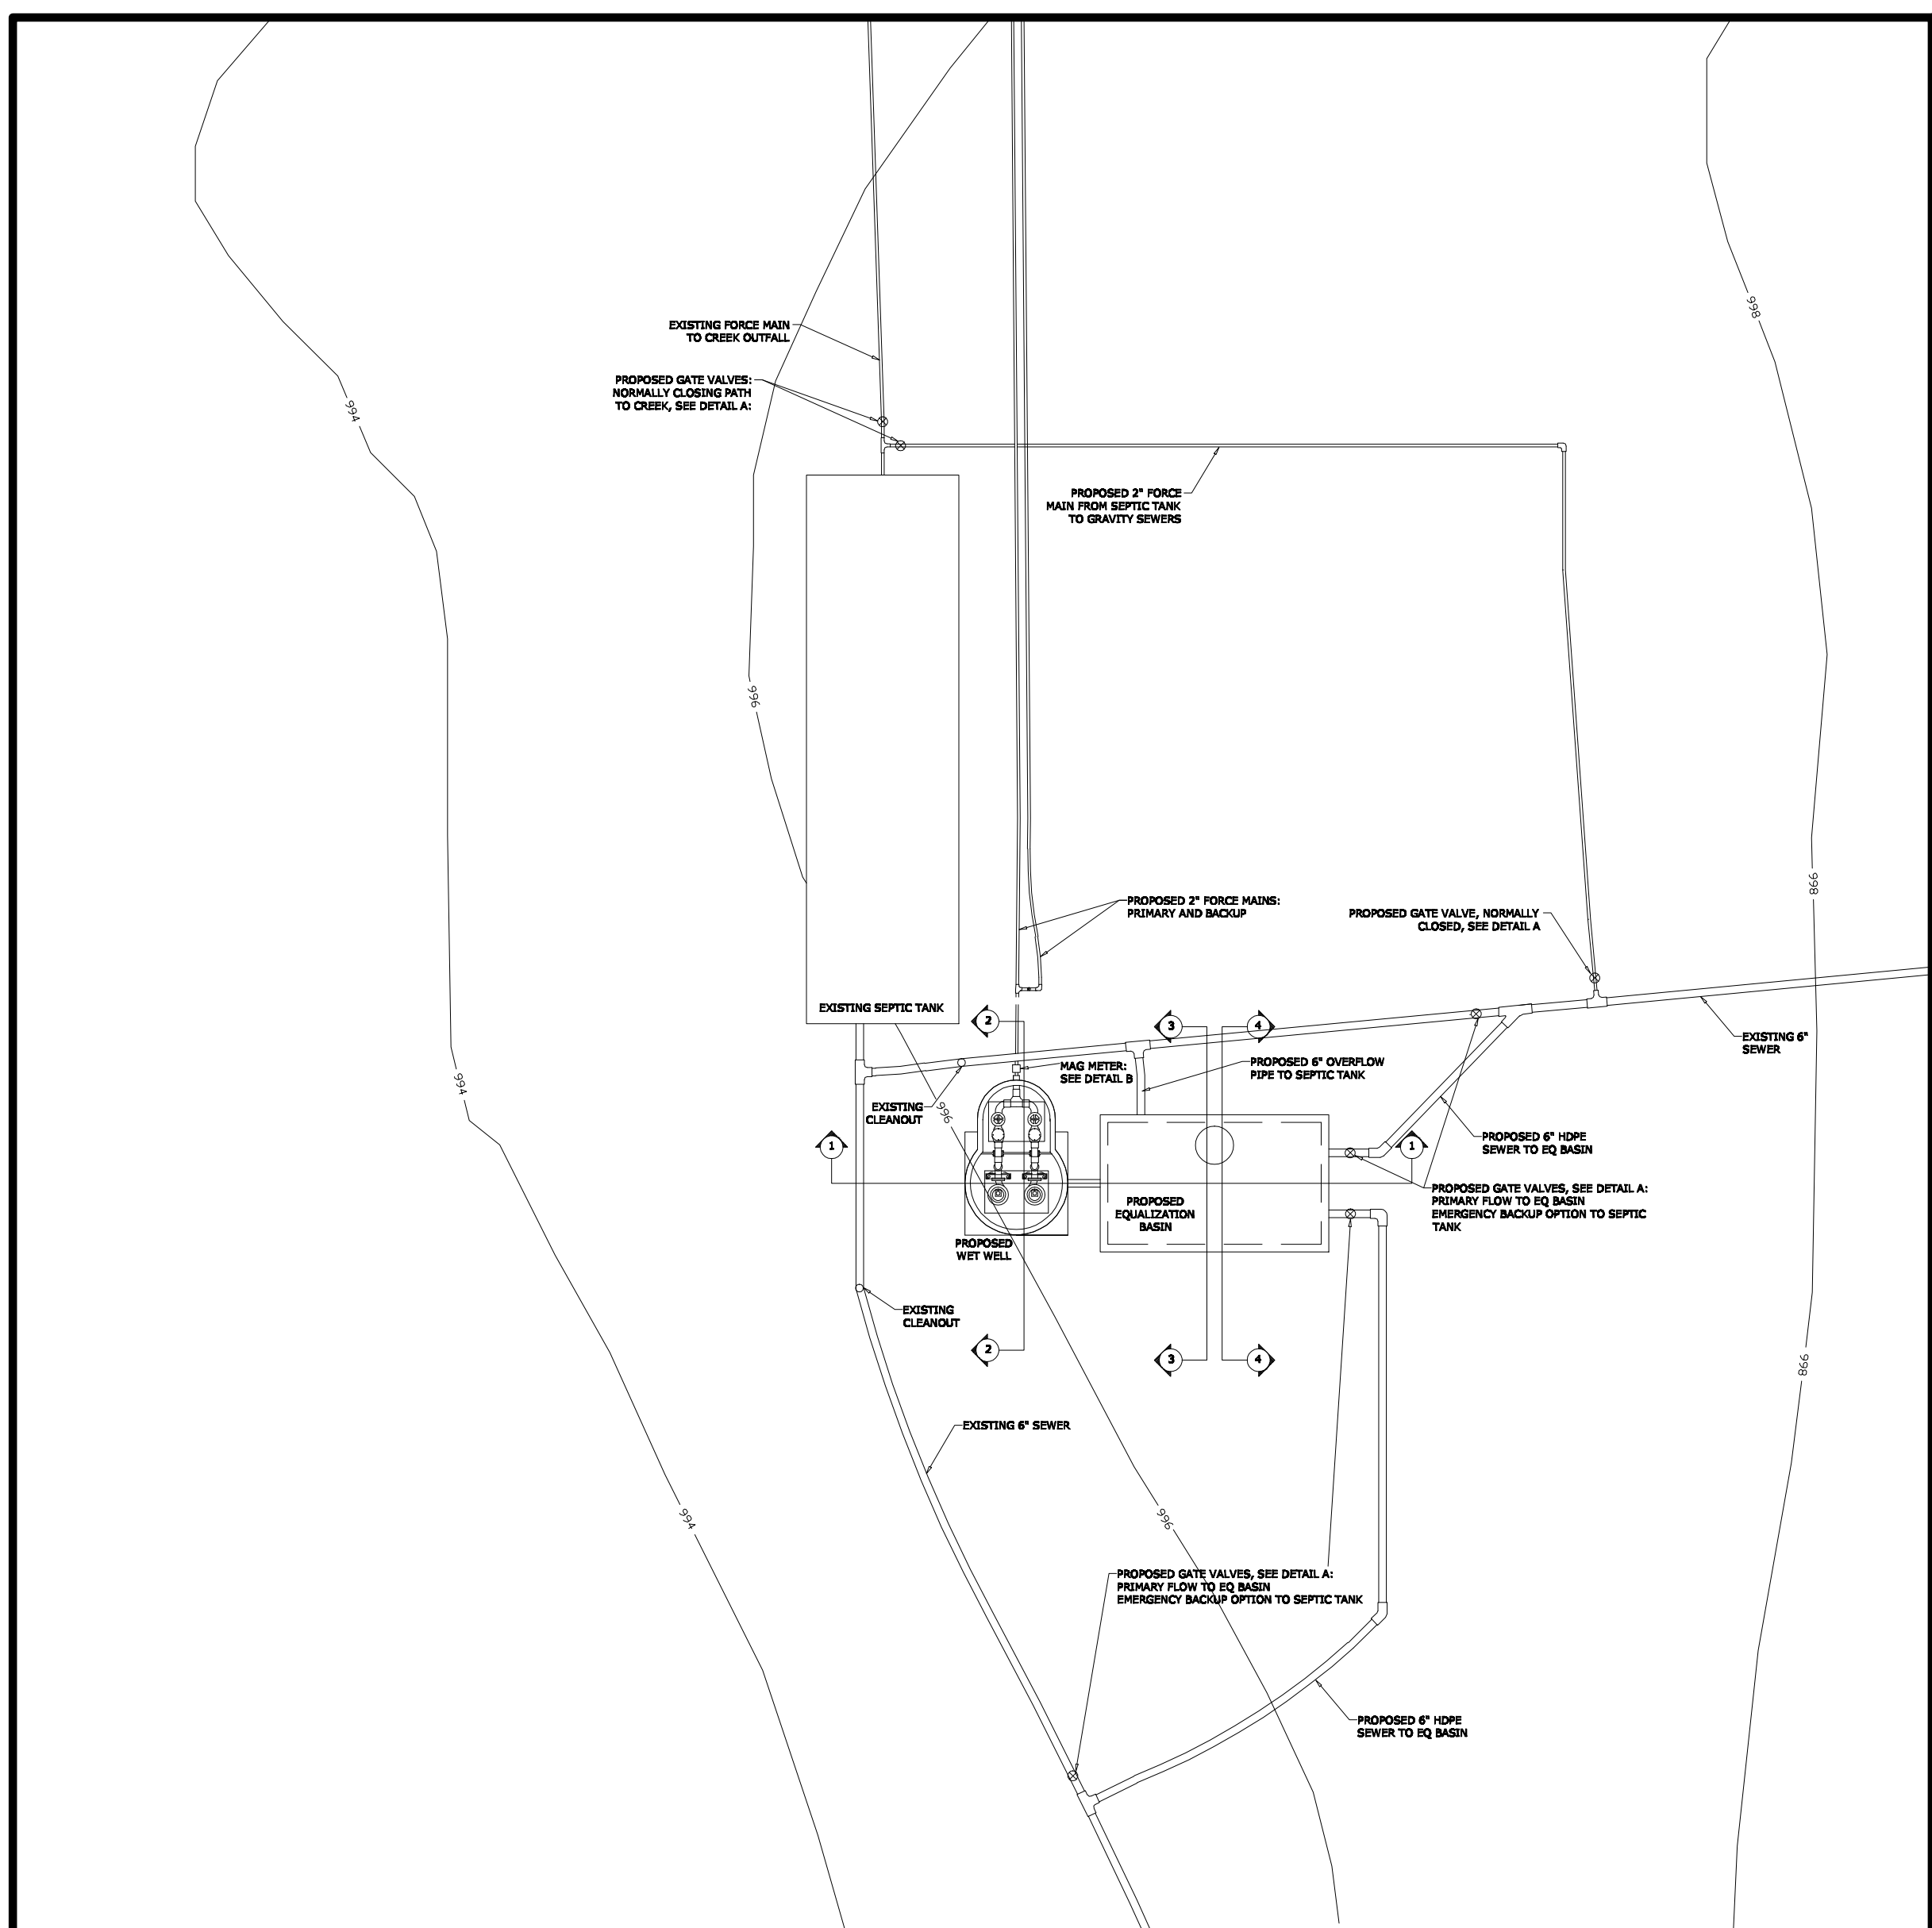 998
EXISTING FORCE MAIN
TO CREEK OUTFALL
PROPOSED GATE VALVES:
NORMALLY CLOSING PATH
TO CREEK, SEE DETAIL A:
994
PROPOSED 2" FORCE
MAIN FROM SEPTIC TANK
TO GRAVITY SEWERS
996
998
PROPOSED 2" FORCE MAINS:
PRIMARY AND BACKUP
PROPOSED GATE VALVE, NORMALLY
CLOSED, SEE DETAIL A
EXISTING SEPTIC TANK
2
3
4
EXISTING 6"
SEWER
MAG METER:
SEE DETAIL B
PROPOSED 6" OVERFLOW
PIPE TO SEPTIC TANK
994
EXISTING
CLEANOUT
996
1
1
PROPOSED 6" HDPE
SEWER TO EQ BASIN
PROPOSED GATE VALVES, SEE DETAIL A:
PRIMARY FLOW TO EQ BASIN
EMERGENCY BACKUP OPTION TO SEPTIC
TANK
PROPOSED
EQUALIZATION
BASIN
PROPOSED
WET WELL
EXISTING
CLEANOUT
2
3
4
998
EXISTING 6" SEWER
994
996
PROPOSED GATE VALVES, SEE DETAIL A:
PRIMARY FLOW TO EQ BASIN
EMERGENCY BACKUP OPTION TO SEPTIC TANK
PROPOSED 6" HDPE
SEWER TO EQ BASIN